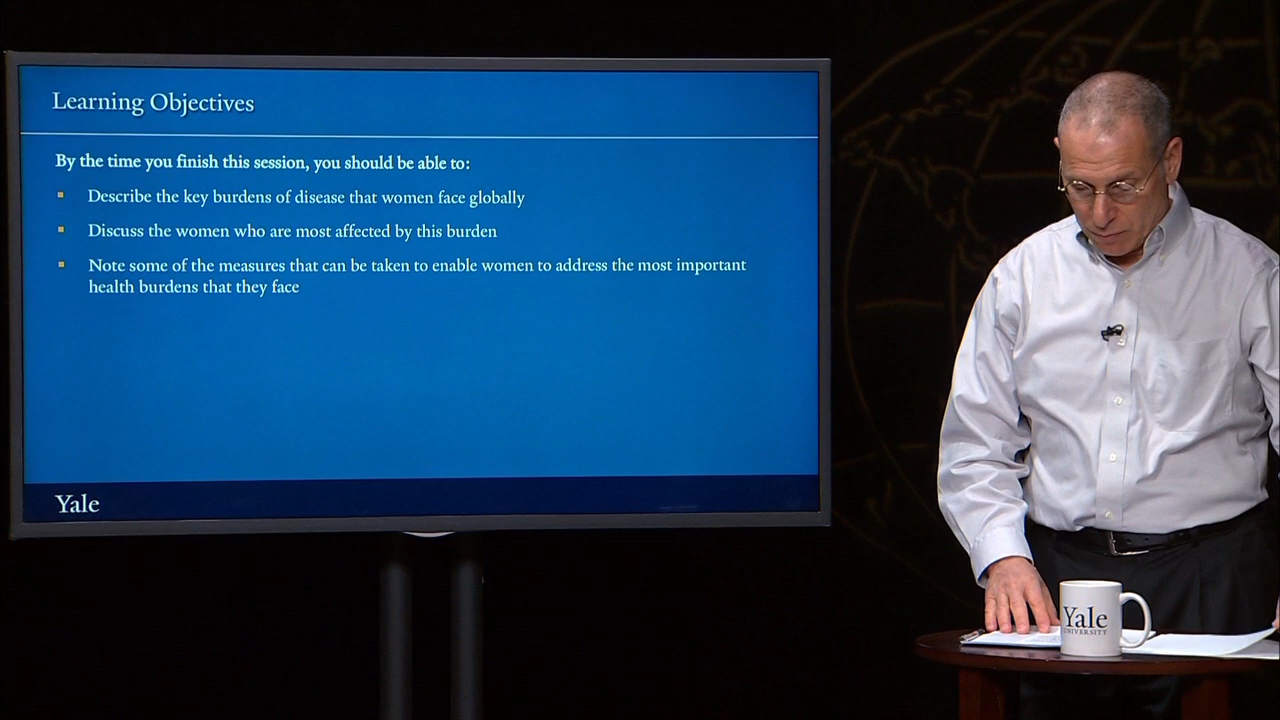 Learning Objectives
By the time you finish this session, you should be able to:
Describe the key burdens of disease that women face globally
Discuss the women who are most affected by this burden
Note some of the measures that can be taken to enable women to address the most important
health burdens that they face
Yale
Yale
UNIVERSITY